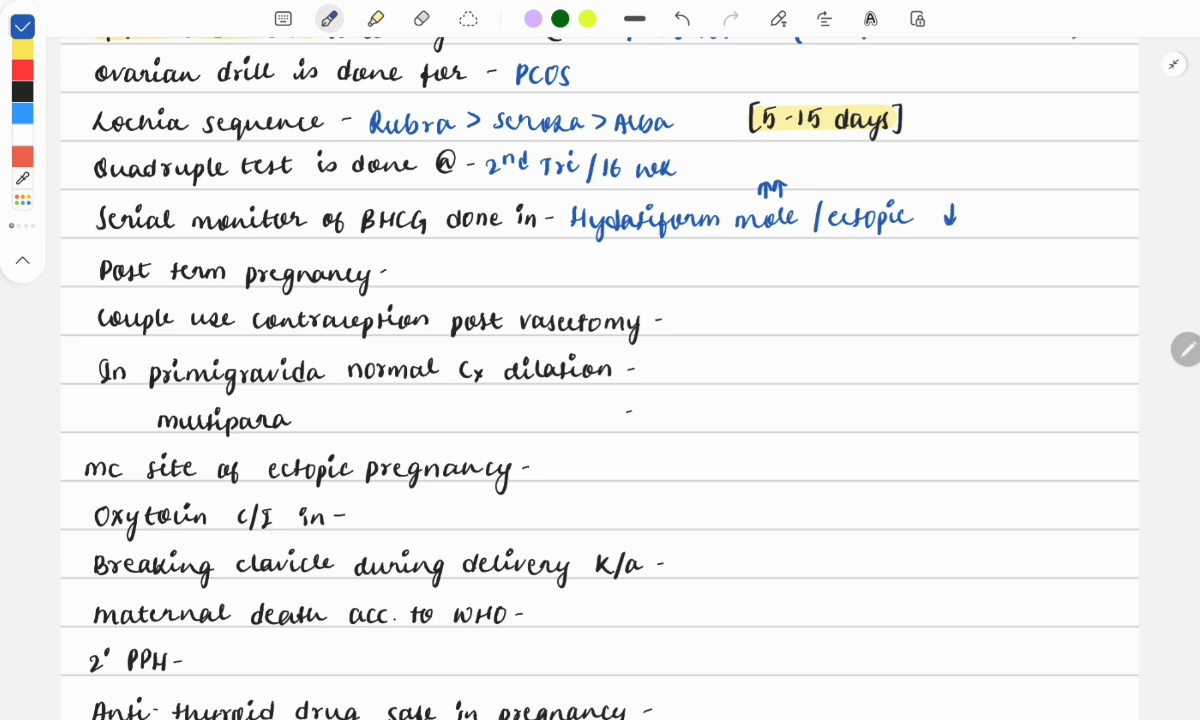 Ovarian drill is done for - PCOS
Lochia sequence - Rubra > Serosa > Alba [5-15 days]
Quadruple test is done @ - 2nd Tri/16 wk
↑↑
Serial monitor of BHCG done in - Hydatiform mole /ectopic ↓
Post term pregnancy -
Couple use contraception post vasectomy -
In primigravida normal Cx dilation -
multipara -
mc site of ectopic pregnancy -
Oxytocin C/I in -
Breaking clavicle during delivery K/a -
Maternal death acc. to WHO -
2° PPH -
Anti-thyroid drug safe in pregnancy -